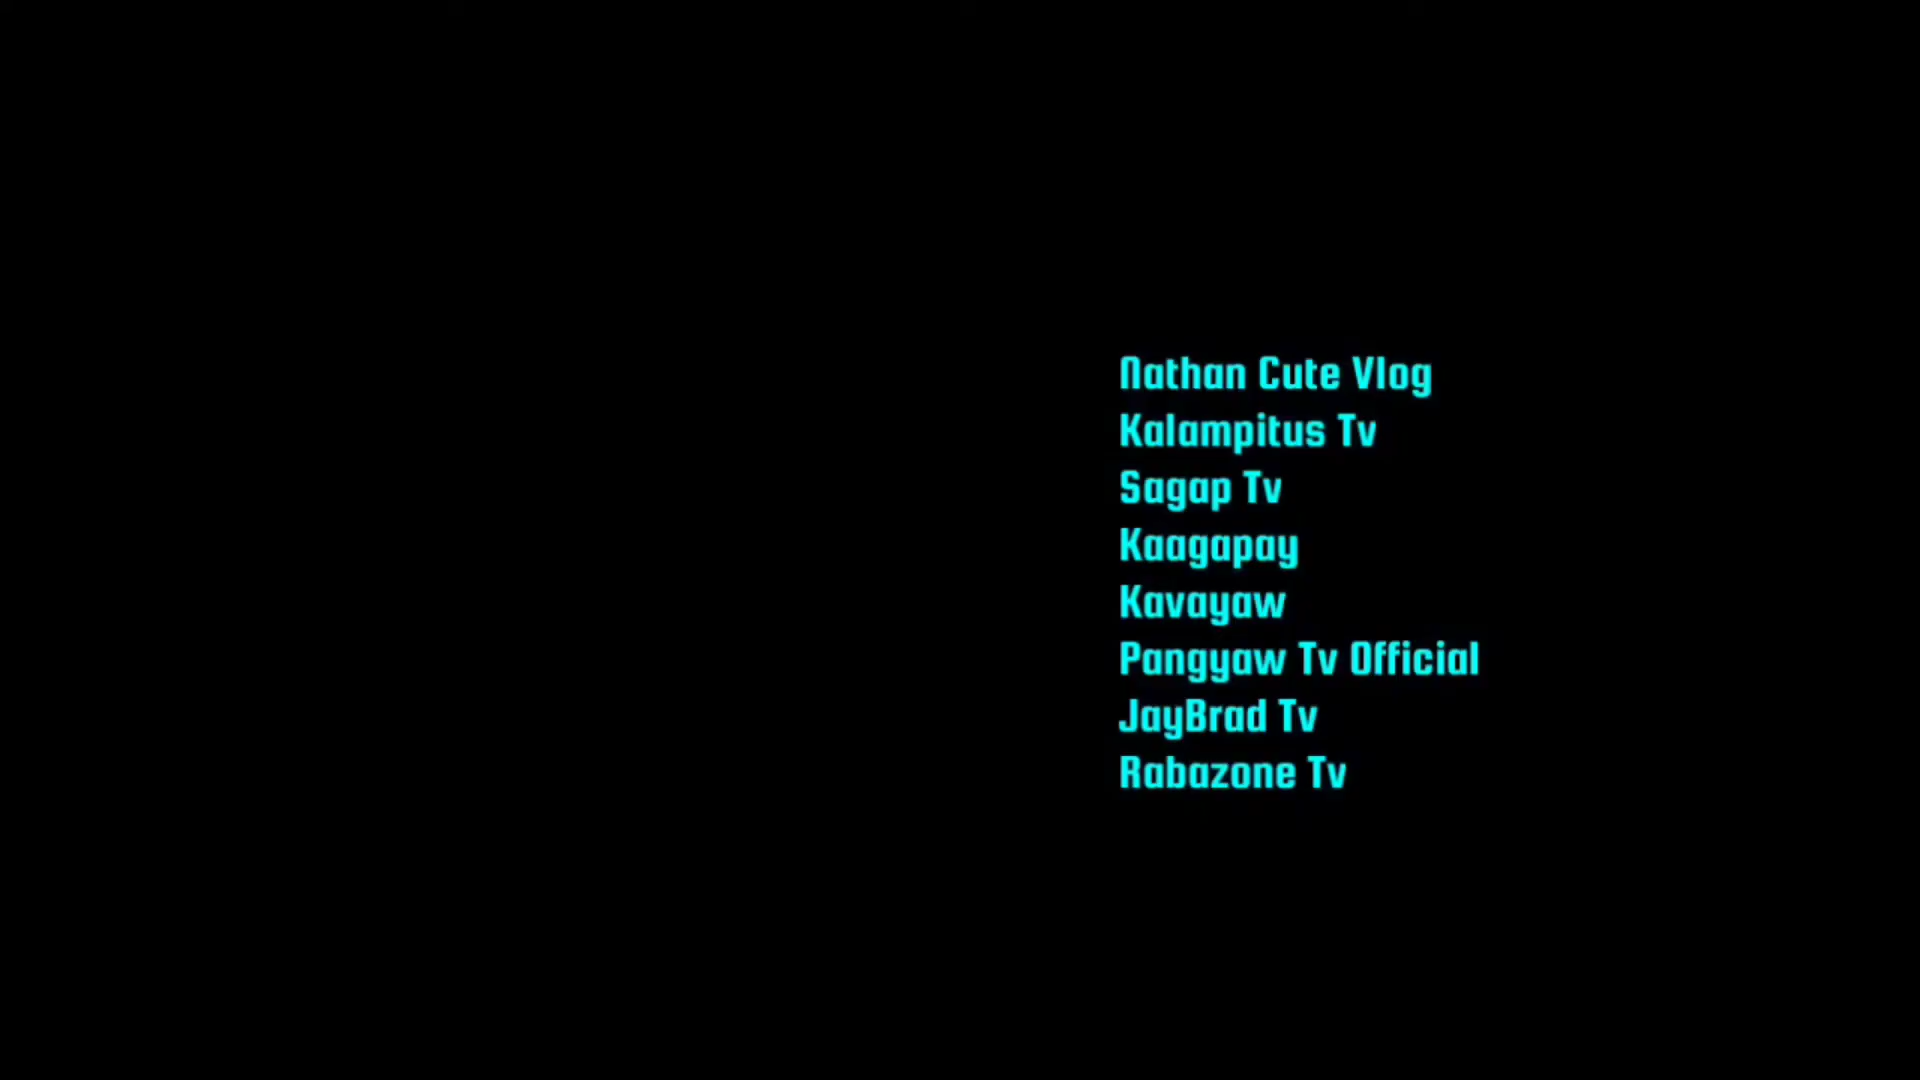 Nathan Cute Vlog
Kalampitus Tv
Sagap Tv
Kaagapay
Kavayaw
Pangyaw Tv Official
JayBrad Tv
Rabazone Tv